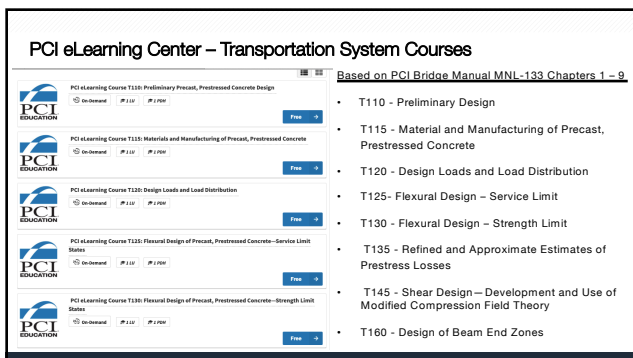 PCI eLearning Center – Transportation System Courses
PCI
EDUCATION
PCI eLearning Course T110: Preliminary Precast, Prestressed Concrete Design
On-Demand 1 LU 1 PDH
Free →
PCI
EDUCATION
PCI eLearning Course T115: Materials and Manufacturing of Precast, Prestressed Concrete
On-Demand 1 LU 1 PDH
Free →
PCI
EDUCATION
PCI eLearning Course T120: Design Loads and Load Distribution
On-Demand 1 LU 1 PDH
Free →
PCI
EDUCATION
PCI eLearning Course T125: Flexural Design of Precast, Prestressed Concrete—Service Limit
States
On-Demand 1 LU 1 PDH
Free →
PCI
EDUCATION
PCI eLearning Course T130: Flexural Design of Precast, Prestressed Concrete—Strength Limit
States
On-Demand 1 LU 1 PDH
Free →
Based on PCI Bridge Manual MNL-133 Chapters 1 – 9
• T110 - Preliminary Design
• T115 - Material and Manufacturing of Precast,
Prestressed Concrete
• T120 - Design Loads and Load Distribution
• T125- Flexural Design – Service Limit
• T130 - Flexural Design – Strength Limit
• T135 - Refined and Approximate Estimates of
Prestress Losses
• T145 - Shear Design—Development and Use of
Modified Compression Field Theory
• T160 - Design of Beam End Zones